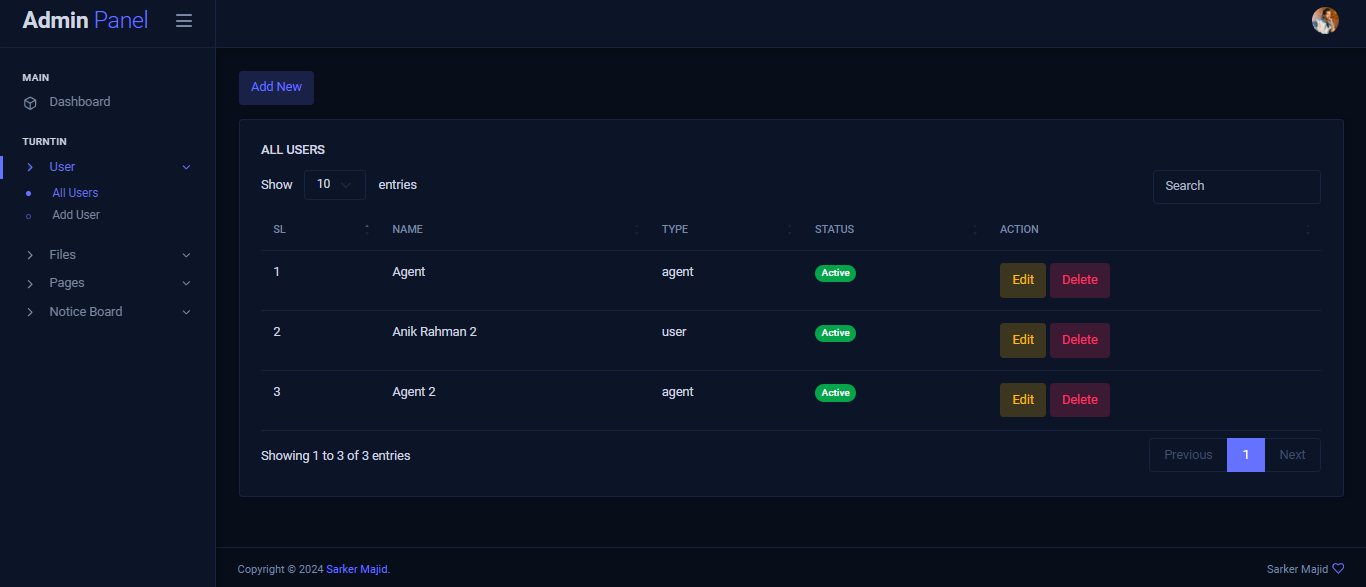 Admin Panel
MAIN
Dashboard
TURNTIN
User
All Users
Add User
Files
Pages
Notice Board
Add New
ALL USERS
Show 10 entries
Search
SL NAME TYPE STATUS ACTION
1 Agent agent Active Edit Delete
2 Anik Rahman 2 user Active Edit Delete
3 Agent 2 agent Active Edit Delete
Showing 1 to 3 of 3 entries
Previous 1 Next
Copyright © 2024 Sarker Majid.
Sarker Majid